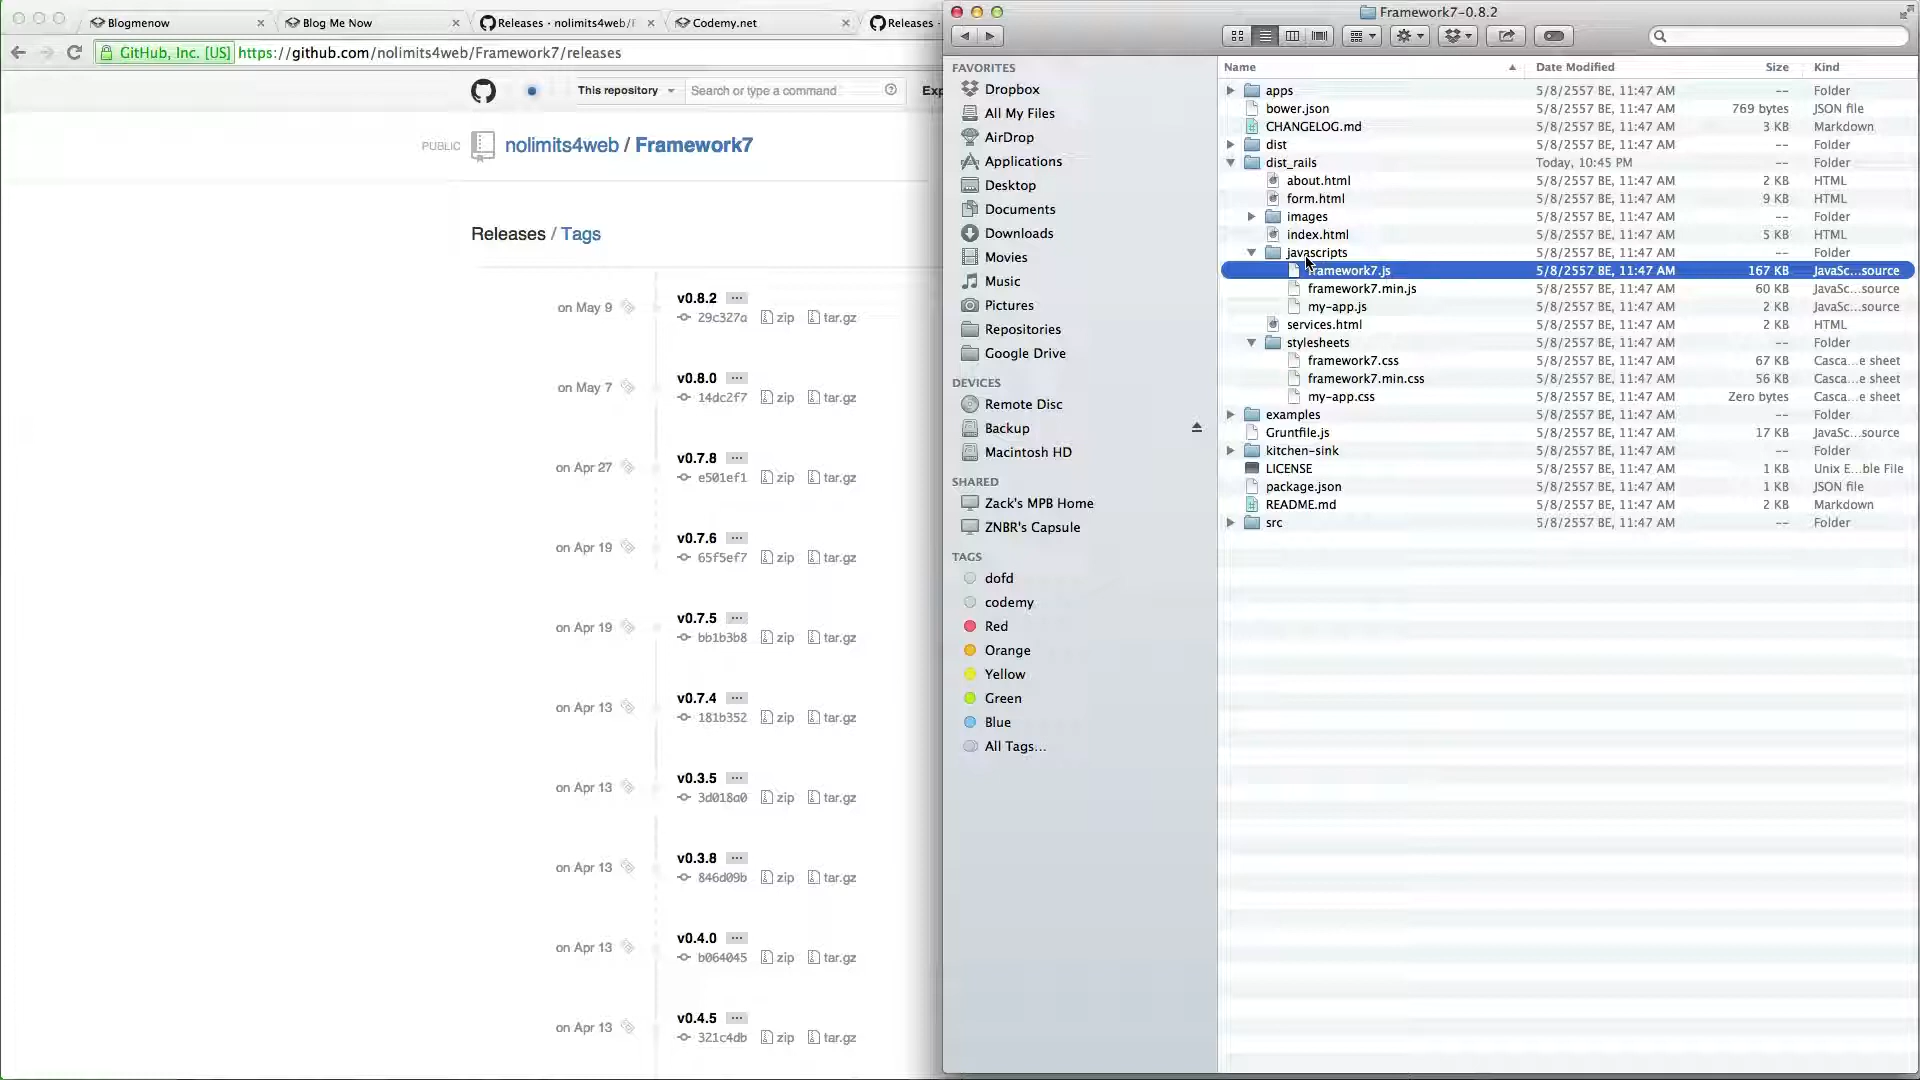 Blogmenow
Blog Me Now
Releases · nolimits4web/F
Codemy.net
Releases ·
GitHub, Inc. [US] https://github.com/nolimits4web/Framework7/releases
This repository
Search or type a command
Exp
PUBLIC
nolimits4web / Framework7
Releases / Tags
on May 9
v0.8.2
29c327a zip tar.gz
on May 7
v0.8.0
14dc2f7 zip tar.gz
on Apr 27
v0.7.8
e501ef1 zip tar.gz
on Apr 19
v0.7.6
65f5ef7 zip tar.gz
on Apr 19
v0.7.5
bb1b3b8 zip tar.gz
on Apr 13
v0.7.4
181b352 zip tar.gz
on Apr 13
v0.3.5
3d018a0 zip tar.gz
on Apr 13
v0.3.8
846d09b zip tar.gz
on Apr 13
v0.4.0
b064045 zip tar.gz
on Apr 13
v0.4.5
321c4db zip tar.gz
Framework7-0.8.2
FAVORITES
Dropbox
All My Files
AirDrop
Applications
Desktop
Documents
Downloads
Movies
Music
Pictures
Repositories
Google Drive
DEVICES
Remote Disc
Backup
Macintosh HD
SHARED
Zack's MPB Home
ZNBR's Capsule
TAGS
dofd
codemy
Red
Orange
Yellow
Green
Blue
All Tags...
Name Date Modified Size Kind
apps 5/8/2557 BE, 11:47 AM -- Folder
bower.json 5/8/2557 BE, 11:47 AM 769 bytes JSON file
CHANGELOG.md 5/8/2557 BE, 11:47 AM 3 KB Markdown
dist 5/8/2557 BE, 11:47 AM -- Folder
dist_rails Today, 10:45 PM -- Folder
about.html 5/8/2557 BE, 11:47 AM 2 KB HTML
form.html 5/8/2557 BE, 11:47 AM 9 KB HTML
images 5/8/2557 BE, 11:47 AM -- Folder
index.html 5/8/2557 BE, 11:47 AM 5 KB HTML
javascripts 5/8/2557 BE, 11:47 AM -- Folder
framework7.js 5/8/2557 BE, 11:47 AM 167 KB JavaSc...source
framework7.min.js 5/8/2557 BE, 11:47 AM 60 KB JavaSc...source
my-app.js 5/8/2557 BE, 11:47 AM 2 KB JavaSc...source
services.html 5/8/2557 BE, 11:47 AM 2 KB HTML
stylesheets 5/8/2557 BE, 11:47 AM -- Folder
framework7.css 5/8/2557 BE, 11:47 AM 67 KB Casca...e sheet
framework7.min.css 5/8/2557 BE, 11:47 AM 56 KB Casca...e sheet
my-app.css 5/8/2557 BE, 11:47 AM Zero bytes Casca...e sheet
examples 5/8/2557 BE, 11:47 AM -- Folder
Gruntfile.js 5/8/2557 BE, 11:47 AM 17 KB JavaSc...source
kitchen-sink 5/8/2557 BE, 11:47 AM -- Folder
LICENSE 5/8/2557 BE, 11:47 AM 1 KB Unix E...ble File
package.json 5/8/2557 BE, 11:47 AM 1 KB JSON file
README.md 5/8/2557 BE, 11:47 AM 2 KB Markdown
src 5/8/2557 BE, 11:47 AM -- Folder